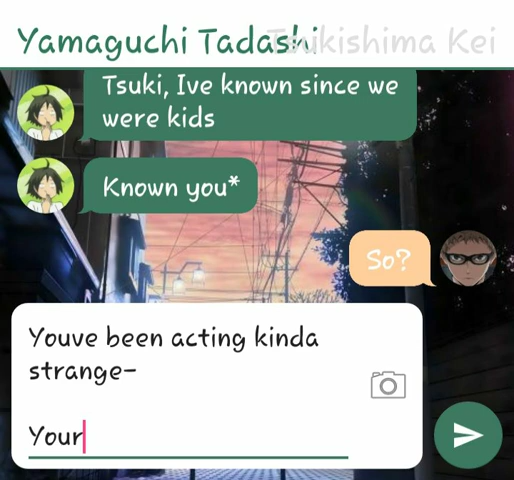 Yamaguchi Tadashi Tsukishima Kei
Tsuki, Ive known since we
were kids
Known you*
So?
Youve been acting kinda
strange-
Your